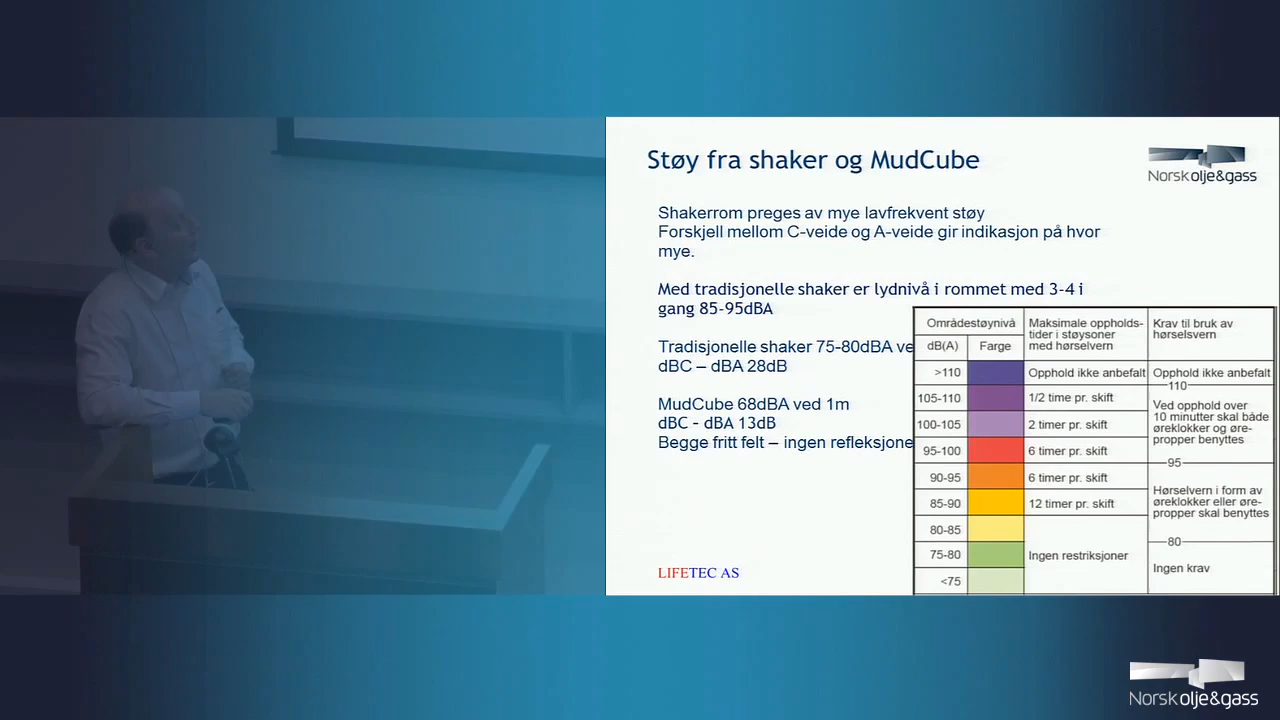 Støy fra shaker og MudCube
Norsk olje&gass
Shakerrom preges av mye lavfrekvent støy
Forskjell mellom C-veide og A-veide gir indikasjon på hvor
mye.
Med tradisjonelle shaker er lydnivå i rommet med 3-4 i
gang 85-95dBA
Tradisjonelle shaker 75-80dBA ve
dBC – dBA 28dB
MudCube 68dBA ved 1m
dBC - dBA 13dB
Begge fritt felt – ingen refleksjone
LIFETEC AS
Områdestøynivå
dB(A) Farge
Maksimale oppholds-
tider i støysoner
med hørselvern
Krav til bruk av
hørselsvern
>110 Opphold ikke anbefalt Opphold ikke anbefalt
110
105-110 1/2 time pr. skift
100-105 2 timer pr. skift
95-100 6 timer pr. skift
Ved opphold over
10 minutter skal både
øreklokker og øre-
propper benyttes
95
90-95 6 timer pr. skift
85-90 12 timer pr. skift
Hørselvern i form av
øreklokker eller øre-
propper skal benyttes
80-85
80
75-80 Ingen restriksjoner
Ingen krav
<75
Norsk olje&gass